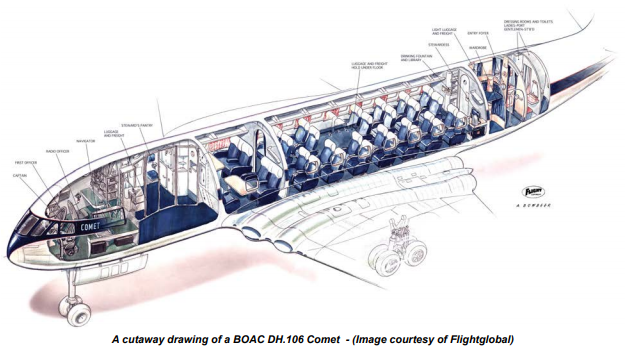 DRESSING ROOMS AND TOILETS,
LADIES-PORT
GENTLEMEN-ST'B'D
LIGHT LUGGAGE
AND FREIGHT
ENTRY FOYER
WARDROBE
STEWARDESS
DRINKING FOUNTAIN
AND LIBRARY
LUGGAGE AND FREIGHT
HOLD UNDER FLOOR
STEWARD'S PANTRY
LUGGAGE
AND FREIGHT
NAVIGATOR
RADIO OFFICER
FIRST OFFICER
CAPTAIN
COMET
FLIGHT
A cutaway drawing of a BOAC DH.106 Comet - (Image courtesy of Flightglobal)